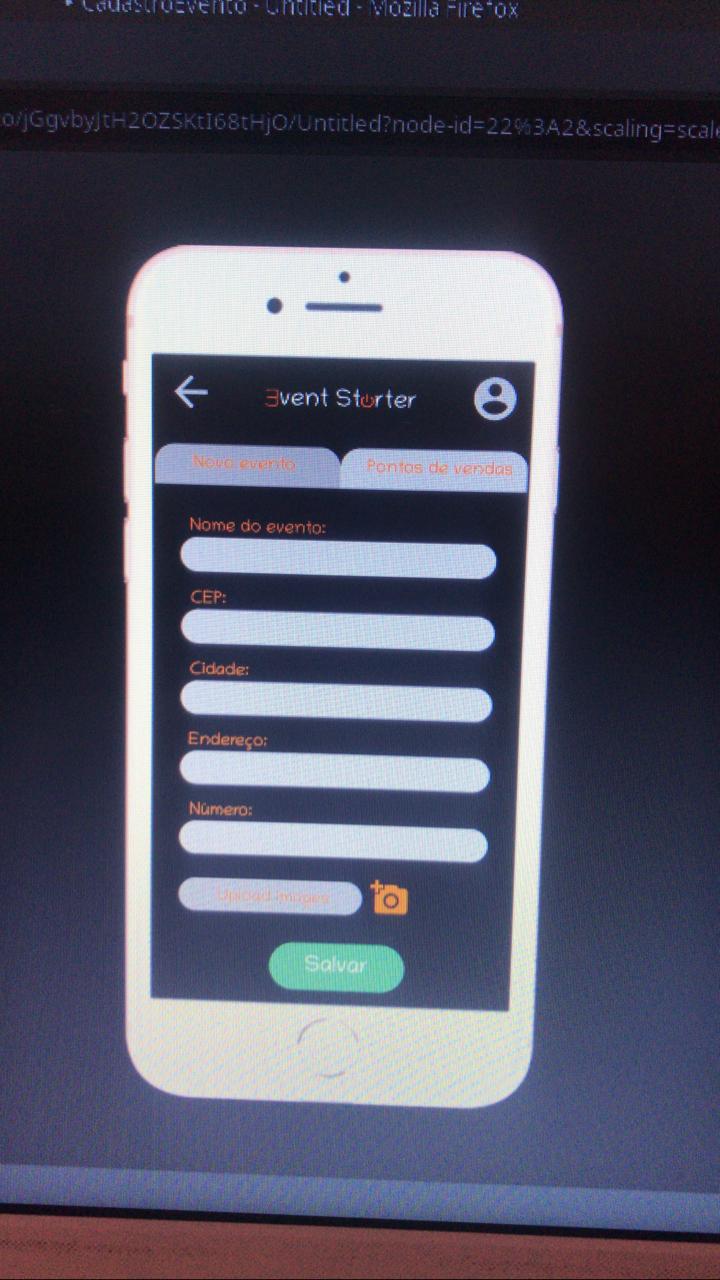 CadastroEvento - Untitled - Mozilla Firefox
o/jGgvbyJtH2OZSKtI68tHjO/Untitled?node-id=22%3A2&scaling=scale
Event Starter
Novo evento
Pontos de vendas
Nome do evento:
CEP:
Cidade:
Endereço:
Número:
Upload images
Salvar